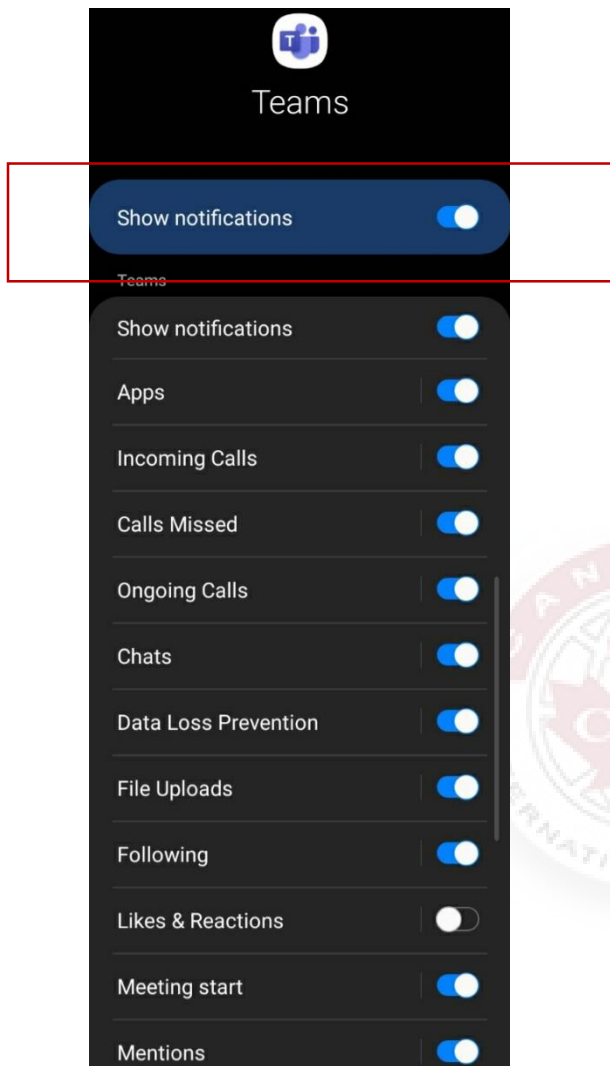 T
Teams
Show notifications
Teams
Show notifications
Apps
Incoming Calls
Calls Missed
Ongoing Calls
Chats
Data Loss Prevention
File Uploads
Following
Likes & Reactions
Meeting start
Mentions